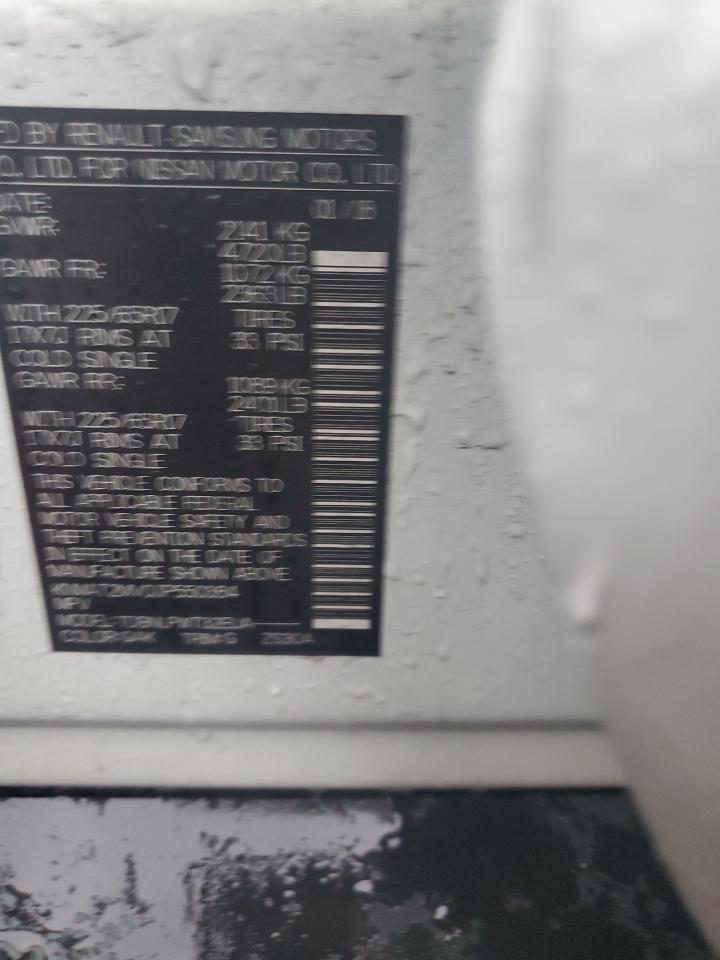 FD BY RENAULT-SAMSUNG MOTORS
O., LTD. FOR NISSAN MOTOR CO., LTD.
DATE: 01/18
GVWR: 2141 KG
4720 LB
GAWR FR: 1072 KG
2363 LB
WITH 225/65R17 TIRES
17X7J RIMS AT 33 PSI
COLD SINGLE
GAWR RR: 1089 KG
2401 LB
WITH 225/65R17 TIRES
17X7J RIMS AT 33 PSI
COLD SINGLE
THIS VEHICLE CONFORMS TO
ALL APPLICABLE FEDERAL
MOTOR VEHICLE SAFETY AND
THEFT PREVENTION STANDARDS
IN EFFECT ON THE DATE OF
MANUFACTURE SHOWN ABOVE
MPV
MODEL:
COLOR:QAK TRIM:G